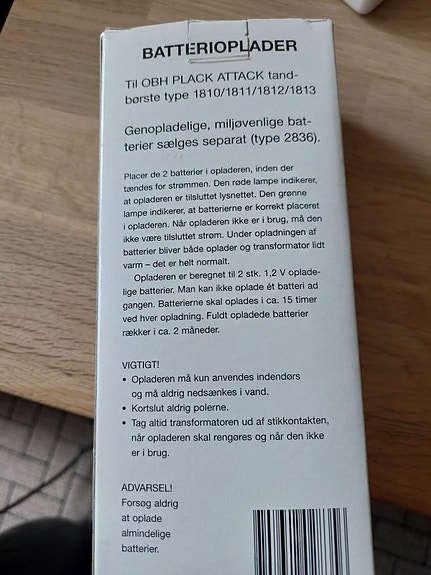 BATTERIOPLADER
Til OBH PLACK ATTACK tand-
børste type 1810/1811/1812/1813
Genopladelige, miljøvenlige bat-
terier sælges separat (type 2836).
Placer de 2 batterier i opladeren, inden der
tændes for strømmen. Den røde lampe indikerer,
at opladeren er tilsluttet lysnettet. Den grønne
lampe indikerer, at batterierne er korrekt placeret
i opladeren. Når opladeren ikke er i brug, må den
ikke være tilsluttet strøm. Under opladningen af
batterier bliver både oplader og transformator lidt
varm – det er helt normalt.
Opladeren er beregnet til 2 stk. 1,2 V oplade-
lige batterier. Man kan ikke oplade ét batteri ad
gangen. Batterierne skal oplades i ca. 15 timer
ved hver opladning. Fuldt opladede batterier
rækker i ca. 2 måneder.
VIGTIGT!
• Opladeren må kun anvendes indendørs
og må aldrig nedsænkes i vand.
• Kortslut aldrig polerne.
• Tag altid transformatoren ud af stikkontakten,
når opladeren skal rengøres og når den ikke
er i brug.
ADVARSEL!
Forsøg aldrig
at oplade
almindelige
batterier.